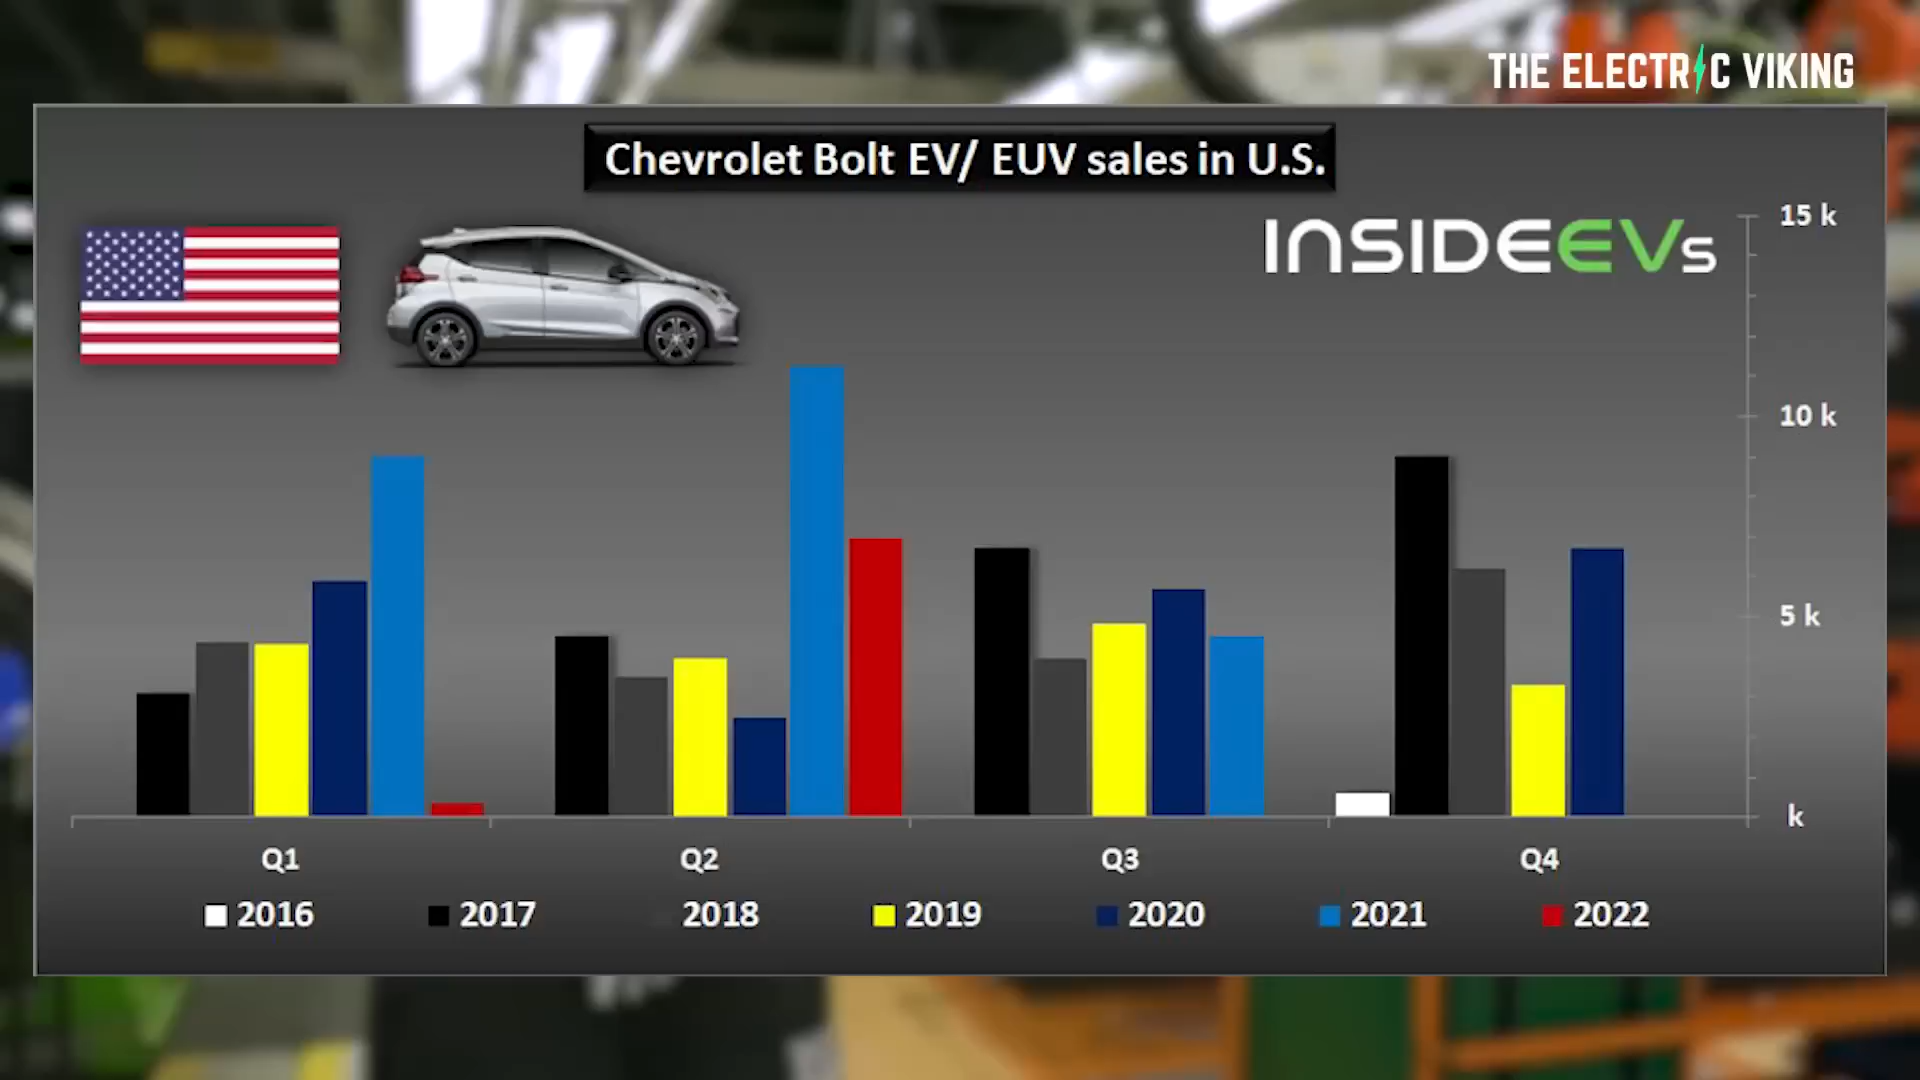 THE ELECTRIC VIKING
Chevrolet Bolt EV/ EUV sales in U.S.
INSIDEEVs
15 k
10 k
5 k
k
Q1 Q2 Q3 Q4
2016 2017 2018 2019 2020 2021 2022